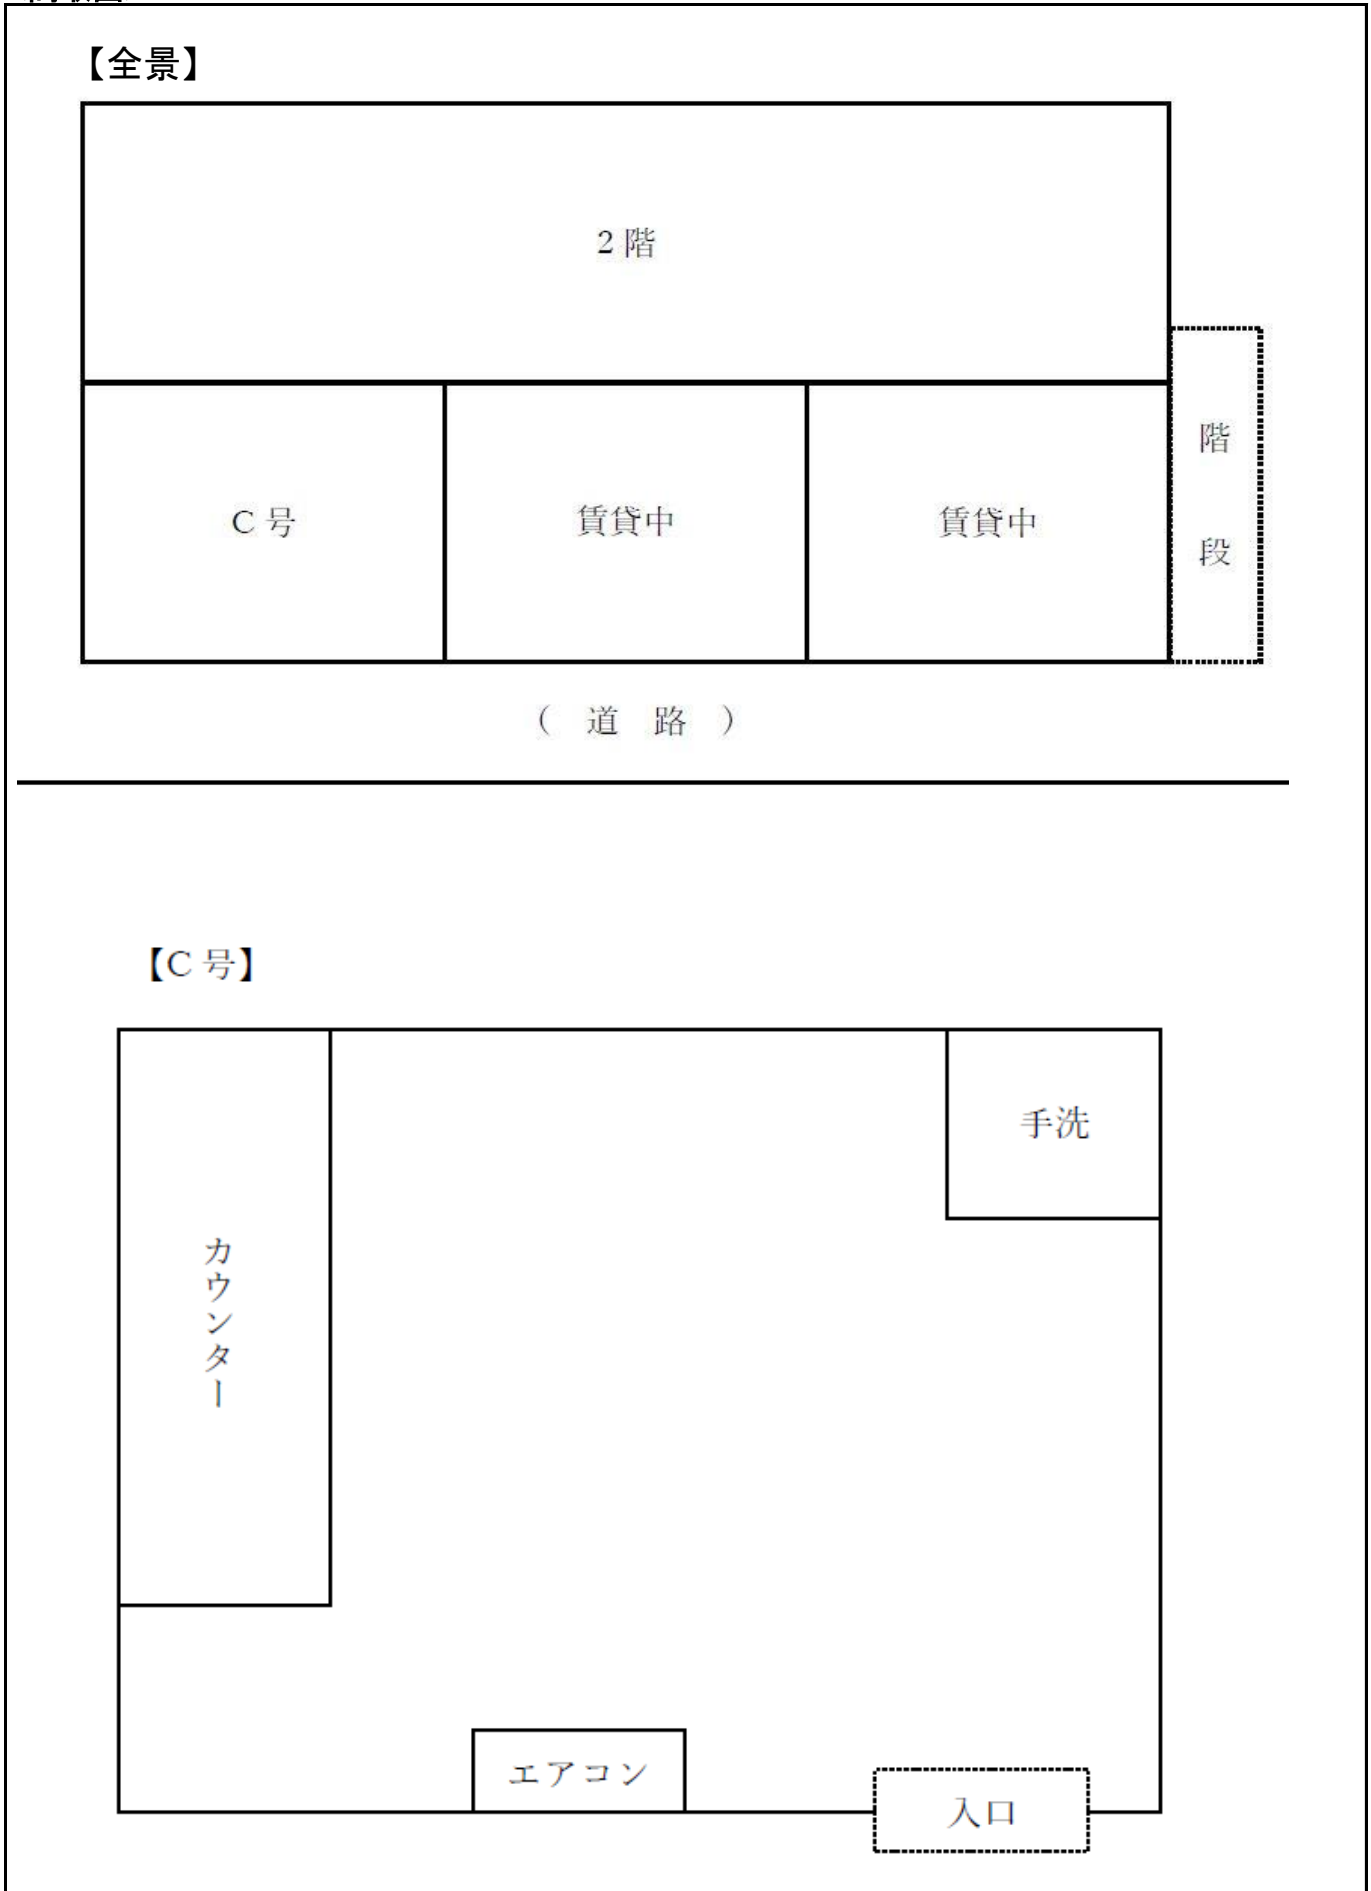 【全景】
2階
C号
賃貸中
賃貸中
階段
（ 道 路 ）
【C号】
手洗
カウンター
エアコン
入口